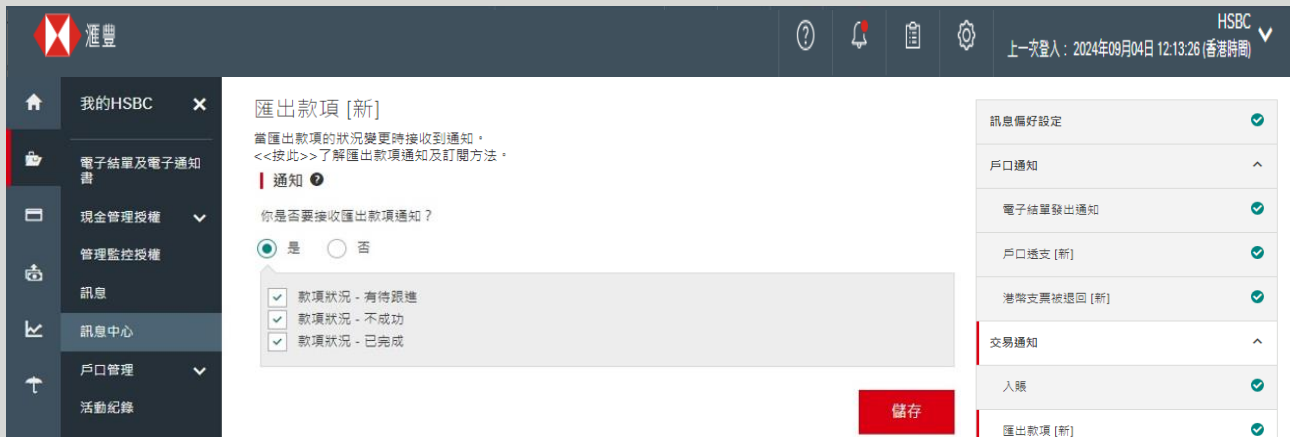 滙豐
HSBC
上一次登入 : 2024年09月04日 12:13:26 (香港時間)
我的HSBC
電子結單及電子通知
書
現金管理授權
管理監控授權
訊息
訊息中心
戶口管理
活動紀錄
匯出款項 [新]
當匯出款項的狀況變更時接收到通知。
<<按此>>了解匯出款項通知及訂閱方法。
通知
你是否要接收匯出款項通知？
是
否
款項狀況 - 有待跟進
款項狀況 - 不成功
款項狀況 - 已完成
儲存
訊息偏好設定
戶口通知
電子結單發出通知
戶口透支 [新]
港幣支票被退回 [新]
交易通知
入賬
匯出款項 [新]